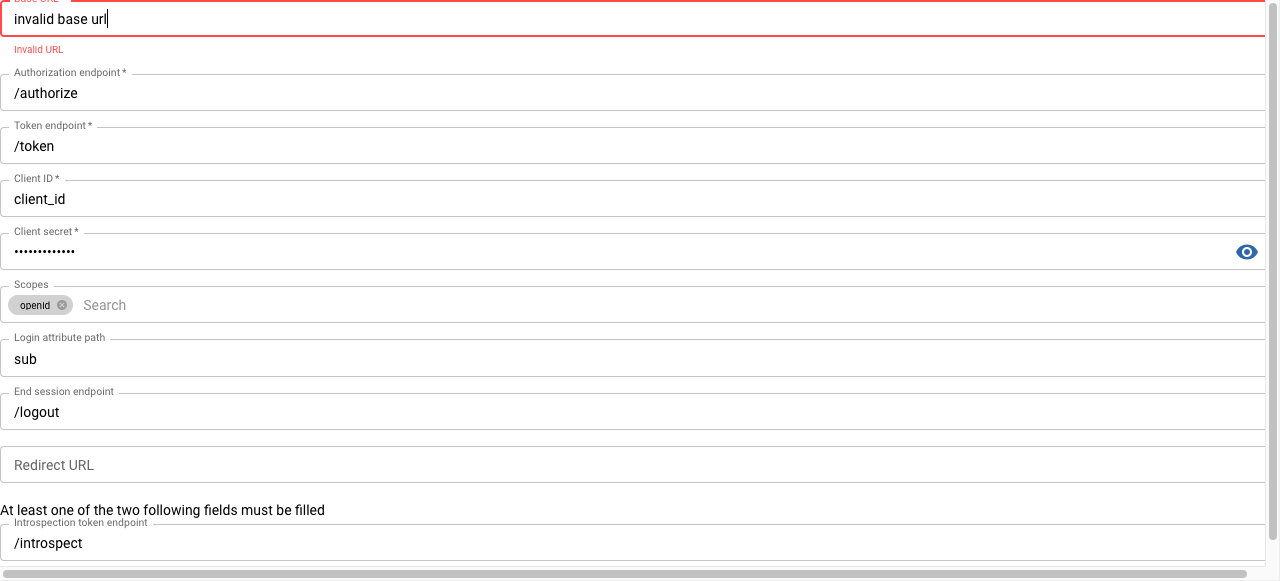 Base URL *
invalid base url
Invalid URL
Authorization endpoint *
/authorize
Token endpoint *
/token
Client ID *
client_id
Client secret *
•••••••••••••
Scopes
openid Search
Login attribute path
sub
End session endpoint
/logout
Redirect URL
At least one of the two following fields must be filled
Introspection token endpoint
/introspect